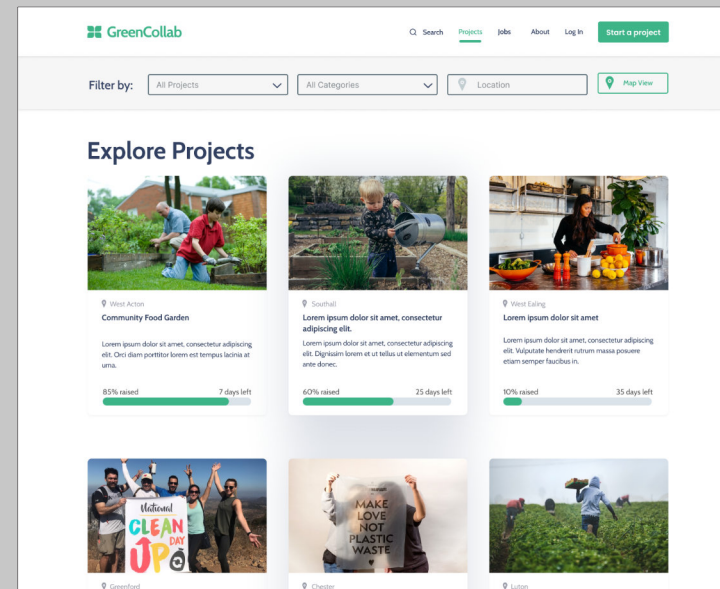 GreenCollab
Search Projects Jobs About Log In Start a project
Filter by: All Projects All Categories Location Map View
Explore Projects
West Acton
Community Food Garden
Lorem ipsum dolor sit amet, consectetur adipiscing
elit. Orci diam porttitor lorem est tempus lacinia at
urna.
85% raised 7 days left
Southall
Lorem ipsum dolor sit amet, consectetur
adipiscing elit.
Lorem ipsum dolor sit amet, consectetur adipiscing
elit. Dignissim lorem et ut tellus ut elementum sed
ante donec.
60% raised 25 days left
West Ealing
Lorem ipsum dolor sit amet
Lorem ipsum dolor sit amet, consectetur adipiscing
elit. Vulputate hendrerit rutrum massa posuere
etiam semper faucibus in.
10% raised 35 days left
National
CLEAN
UP DAY
Greenford
MAKE
LOVE
NOT
PLASTIC
WASTE
Chester
Luton